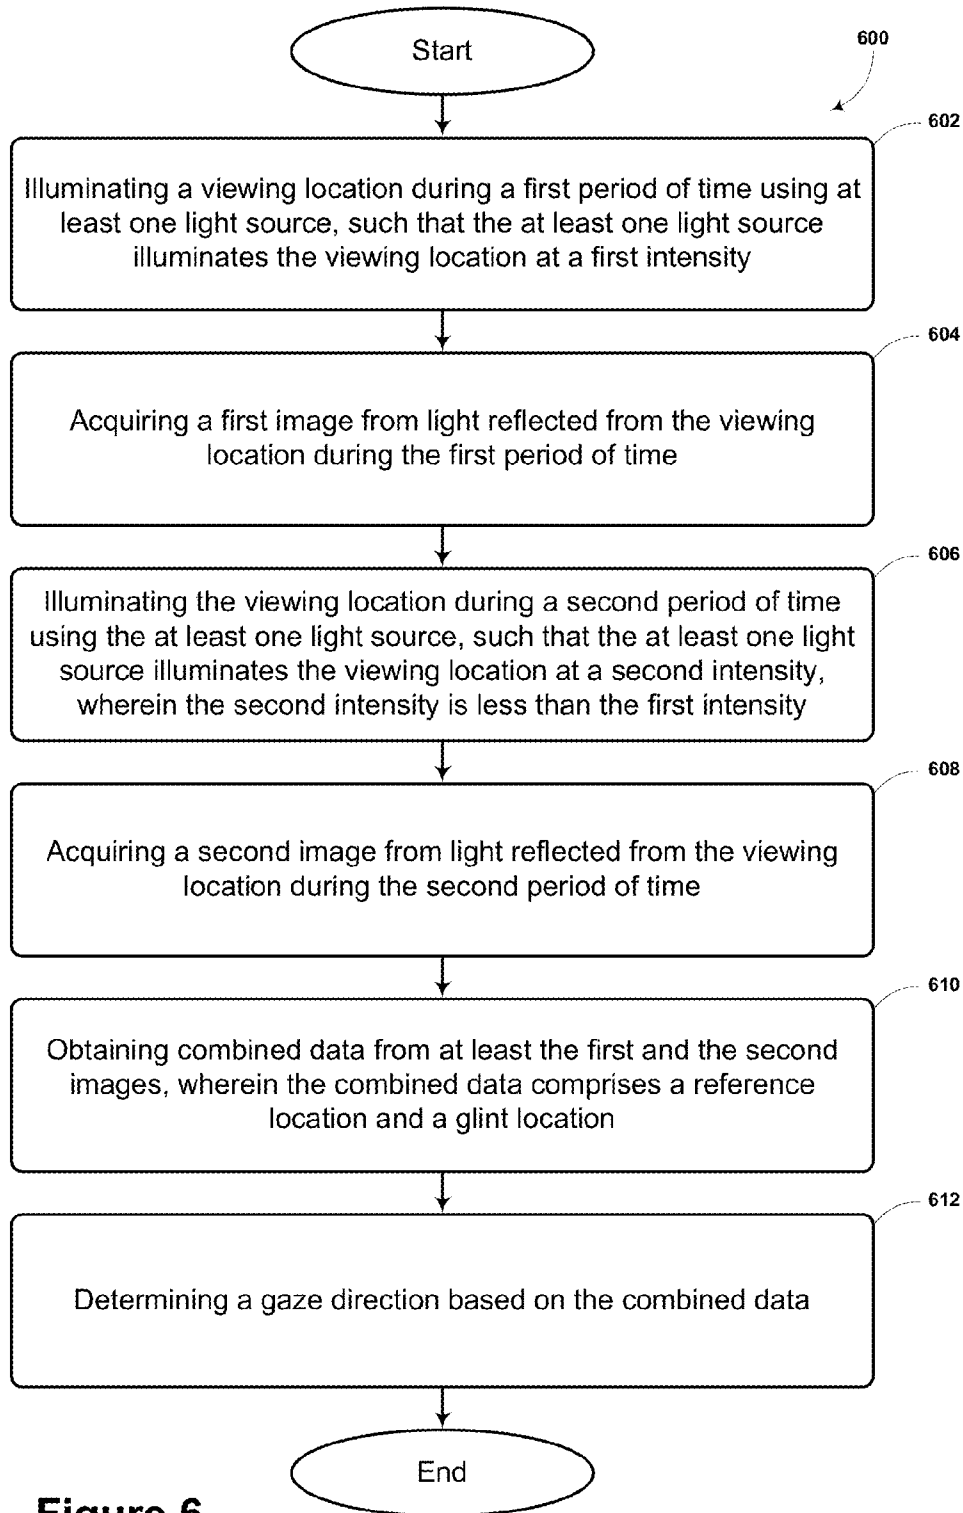 Start
600
602
Illuminating a viewing location during a first period of time using at
least one light source, such that the at least one light source
illuminates the viewing location at a first intensity
604
Acquiring a first image from light reflected from the viewing
location during the first period of time
606
Illuminating the viewing location during a second period of time
using the at least one light source, such that the at least one light
source illuminates the viewing location at a second intensity,
wherein the second intensity is less than the first intensity
608
Acquiring a second image from light reflected from the viewing
location during the second period of time
610
Obtaining combined data from at least the first and the second
images, wherein the combined data comprises a reference
location and a glint location
612
Determining a gaze direction based on the combined data
End
Figure 6